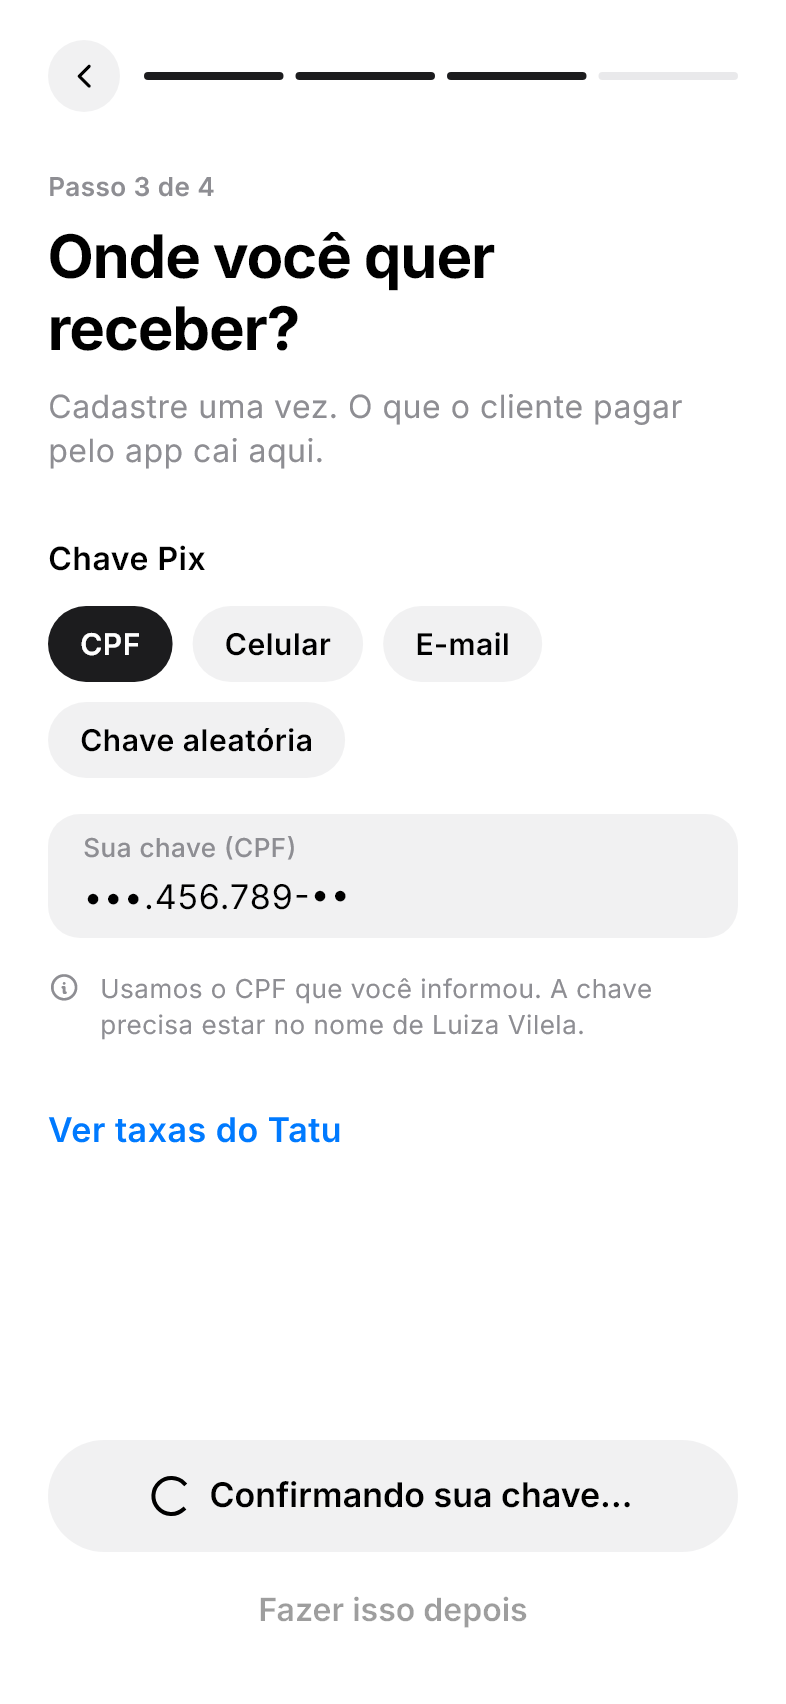 Passo 3 de 4
Onde você quer
receber?
Cadastre uma vez. O que o cliente pagar
pelo app cai aqui.
Chave Pix
CPF
Celular
E-mail
Chave aleatória
Sua chave (CPF)
•••.456.789-••
Usamos o CPF que você informou. A chave
precisa estar no nome de Luiza Vilela.
Ver taxas do Tatu
Confirmando sua chave...
Fazer isso depois